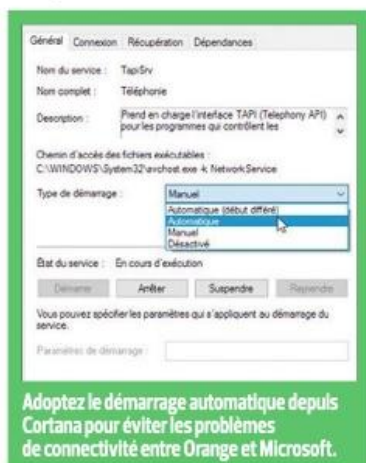 Général Connexion Récupération Dépendances
Nom du service : TapiSrv
Nom complet : Téléphonie
Description : Prend en charge l'interface TAPI (Telephony API)
pour les programmes qui contrôlent les
Chemin d'accès des fichiers exécutables :
C:\WINDOWS\System32\svchost.exe -k NetworkService
Type de démarrage : Manuel
Automatique (début différé)
Automatique
Manuel
Désactivé
État du service : En cours d'exécution
Démarrer Arrêter Suspendre Reprendre
Vous pouvez spécifier les paramètres qui s'appliquent au démarrage du
service.
Paramètres de démarrage :
Adoptez le démarrage automatique depuis
Cortana pour éviter les problèmes
de connectivité entre Orange et Microsoft.